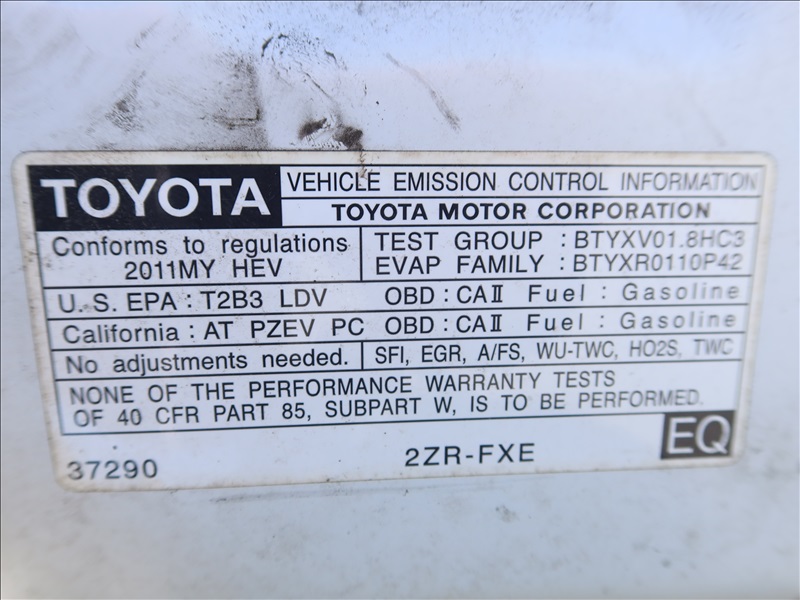 TOYOTA
VEHICLE EMISSION CONTROL INFORMATION
TOYOTA MOTOR CORPORATION
Conforms to regulations
2011MY HEV
TEST GROUP : BTYXV01.8HC3
EVAP FAMILY : BTYXR0110P42
U.S. EPA : T2B3 LDV OBD : CAⅡ Fuel : Gasoline
California : AT PZEV PC OBD : CAⅡ Fuel : Gasoline
No adjustments needed. SFI, EGR, A/FS, WU-TWC, HO2S, TWC
NONE OF THE PERFORMANCE WARRANTY TESTS
OF 40 CFR PART 85, SUBPART W, IS TO BE PERFORMED.
37290 2ZR-FXE EQ